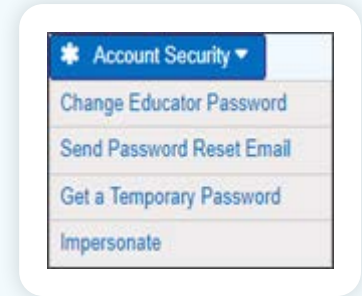 Account Security
Change Educator Password
Send Password Reset Email
Get a Temporary Password
Impersonate